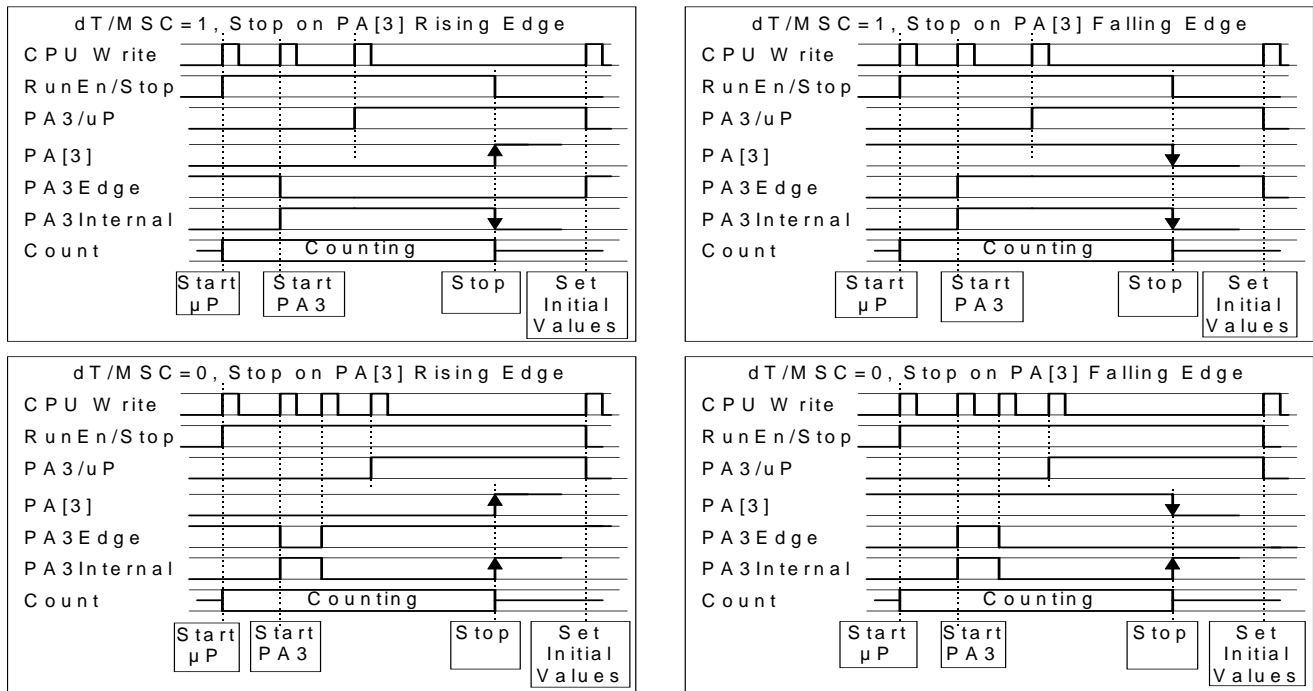 dT/MSC=1, Stop on PA[3] Rising Edge
CPU Write
RunEn/Stop
PA3/uP
PA[3]
PA3Edge
PA3Internal
Count
Counting
Start
µP
Start
PA3
Stop
Set
Initial
Values
dT/MSC=1, Stop on PA[3] Falling Edge
CPU Write
RunEn/Stop
PA3/uP
PA[3]
PA3Edge
PA3Internal
Count
Counting
Start
µP
Start
PA3
Stop
Set
Initial
Values
dT/MSC=0, Stop on PA[3] Rising Edge
CPU Write
RunEn/Stop
PA3/uP
PA[3]
PA3Edge
PA3Internal
Count
Counting
Start
µP
Start
PA3
Stop
Set
Initial
Values
dT/MSC=0, Stop on PA[3] Falling Edge
CPU Write
RunEn/Stop
PA3/uP
PA[3]
PA3Edge
PA3Internal
Count
Counting
Start
µP
Start
PA3
Stop
Set
Initial
Values